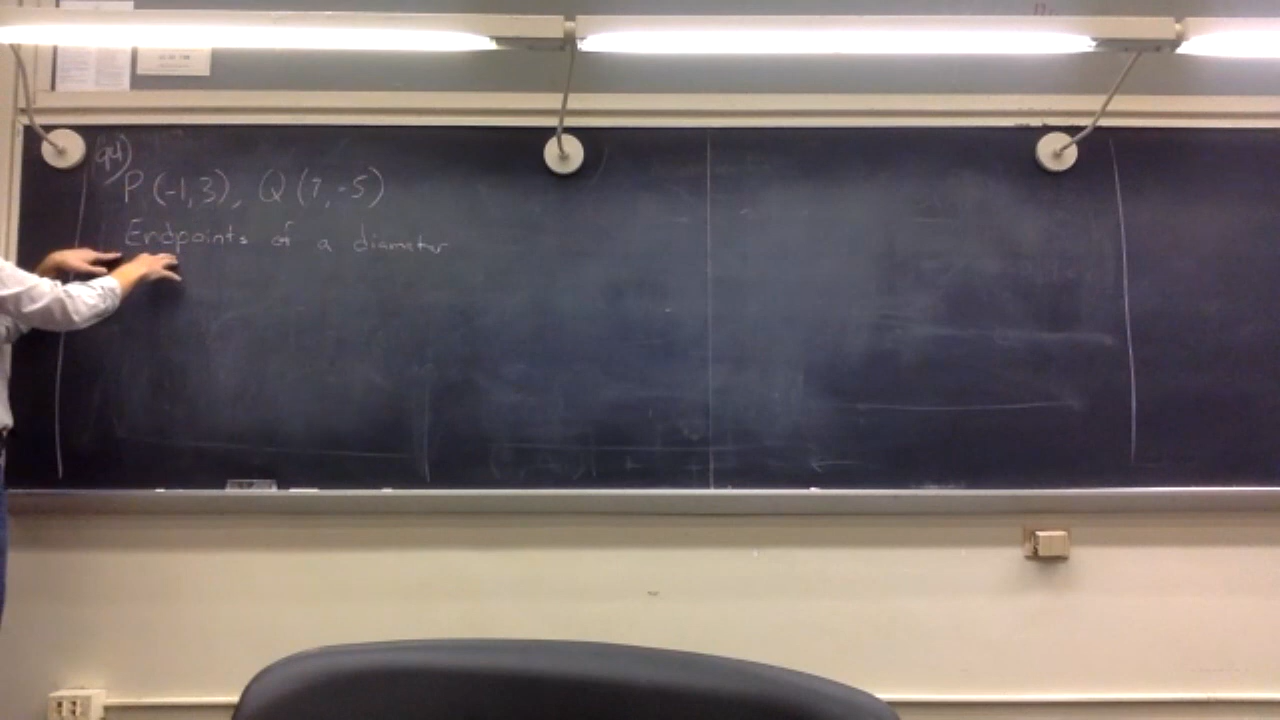 94)
P(-1,3), Q(7,-5)
Endpoints of a diameter